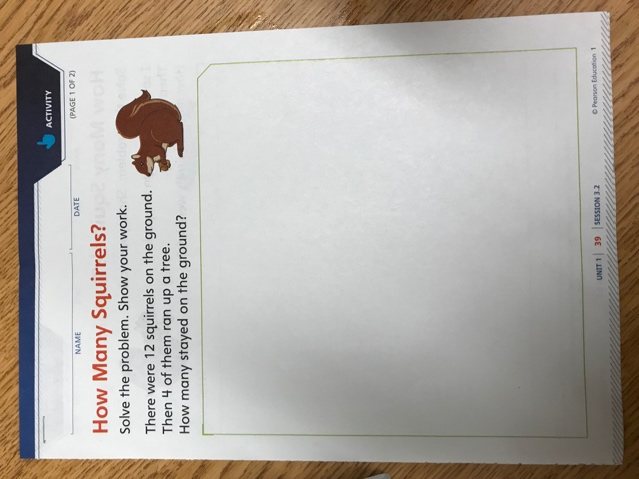 ACTIVITY
NAME DATE (PAGE 1 OF 2)
How Many Squirrels?
Solve the problem. Show your work.
There were 12 squirrels on the ground.
Then 4 of them ran up a tree.
How many stayed on the ground?
UNIT 1 | 39 | SESSION 3.2 © Pearson Education 1